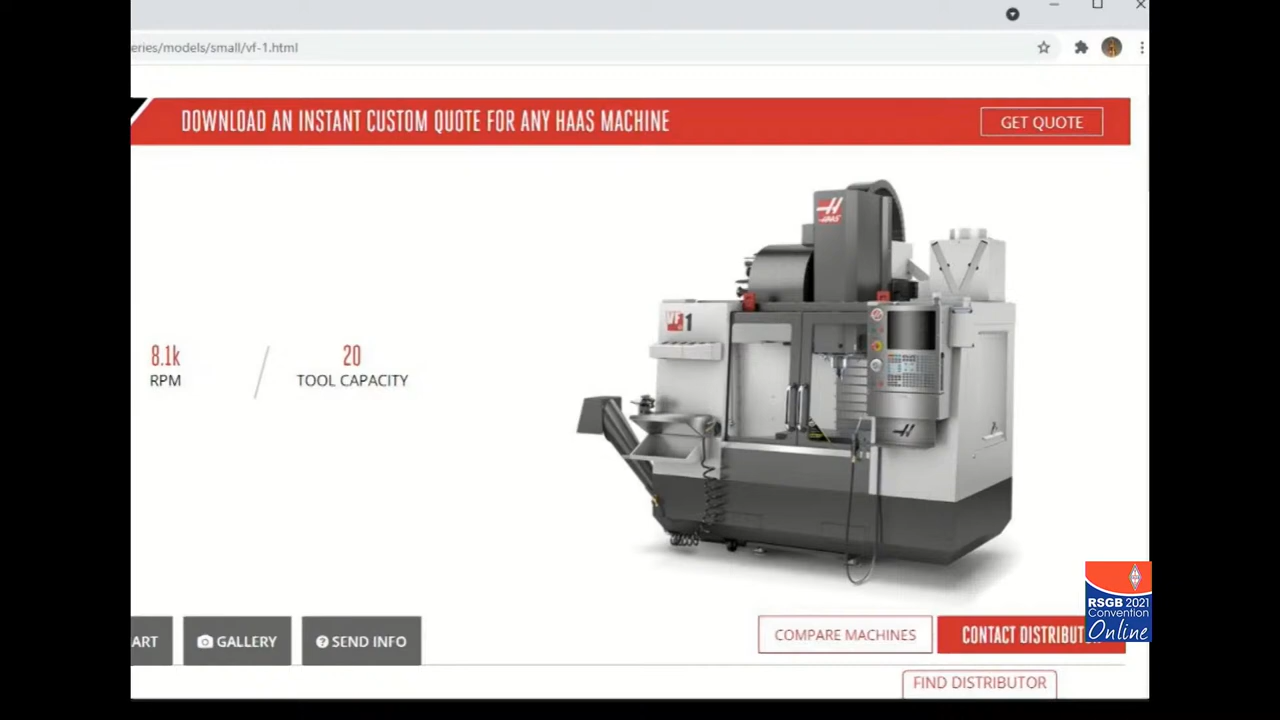 eries/models/small/vf-1.html
DOWNLOAD AN INSTANT CUSTOM QUOTE FOR ANY HAAS MACHINE
GET QUOTE
HAAS
VF 1
8.1k
RPM
20
TOOL CAPACITY
ART
GALLERY
SEND INFO
COMPARE MACHINES
CONTACT DISTRIBUT
FIND DISTRIBUTOR
RSGB 2021
Convention
Online